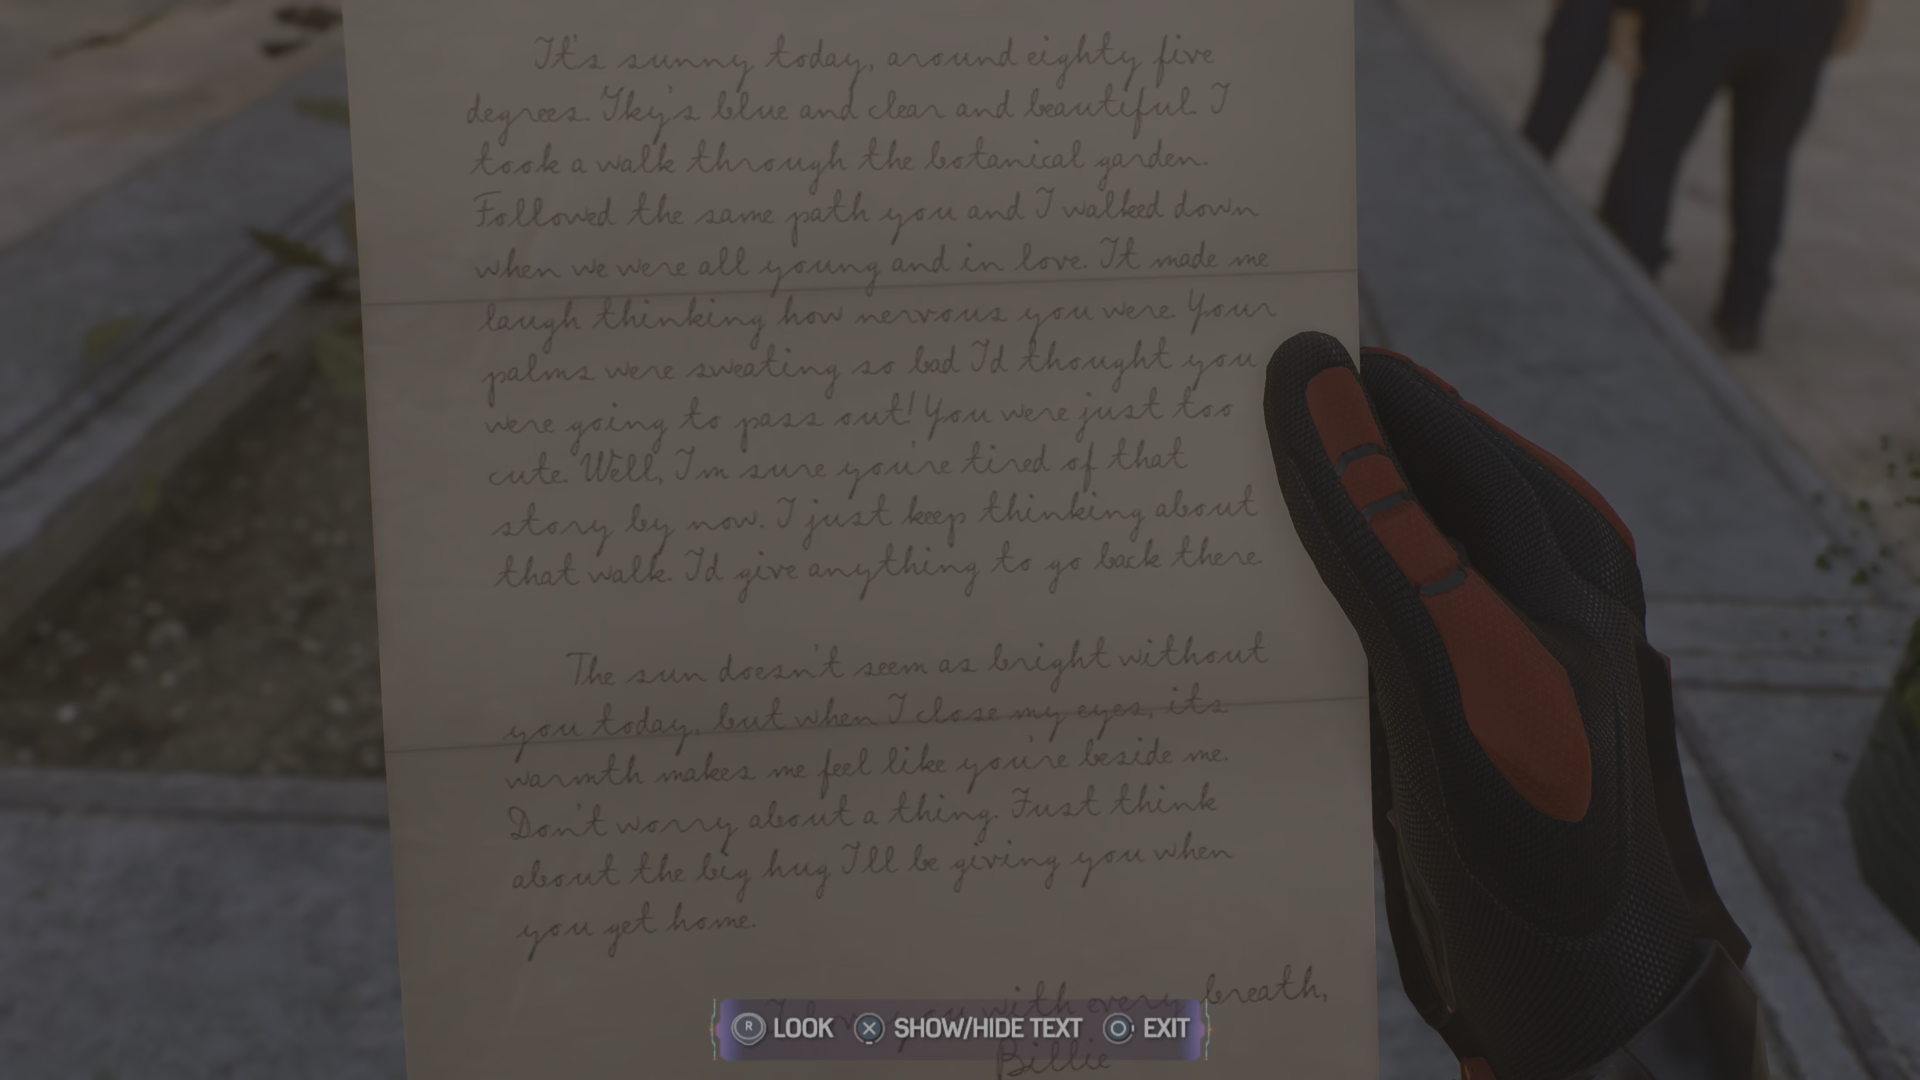 It's sunny today, around eighty five
degrees. Sky's blue and clear and beautiful. I
took a walk through the botanical garden.
Followed the same path you and I walked down
when we were all young and in love. It made me
laugh thinking how nervous you were. Your
palms were sweating so bad I'd thought you
were going to pass out! You were just too
cute. Well, I'm sure you're tired of that
story by now. I just keep thinking about
that walk. I'd give anything to go back there.
The sun doesn't seem as bright without
you today, but when I close my eyes, its
warmth makes me feel like you're beside me.
Don't worry about a thing. Just think
about the big hug I'll be giving you when
you get home.
I love you with every breath,
Billie
R LOOK SHOW/HIDE TEXT EXIT